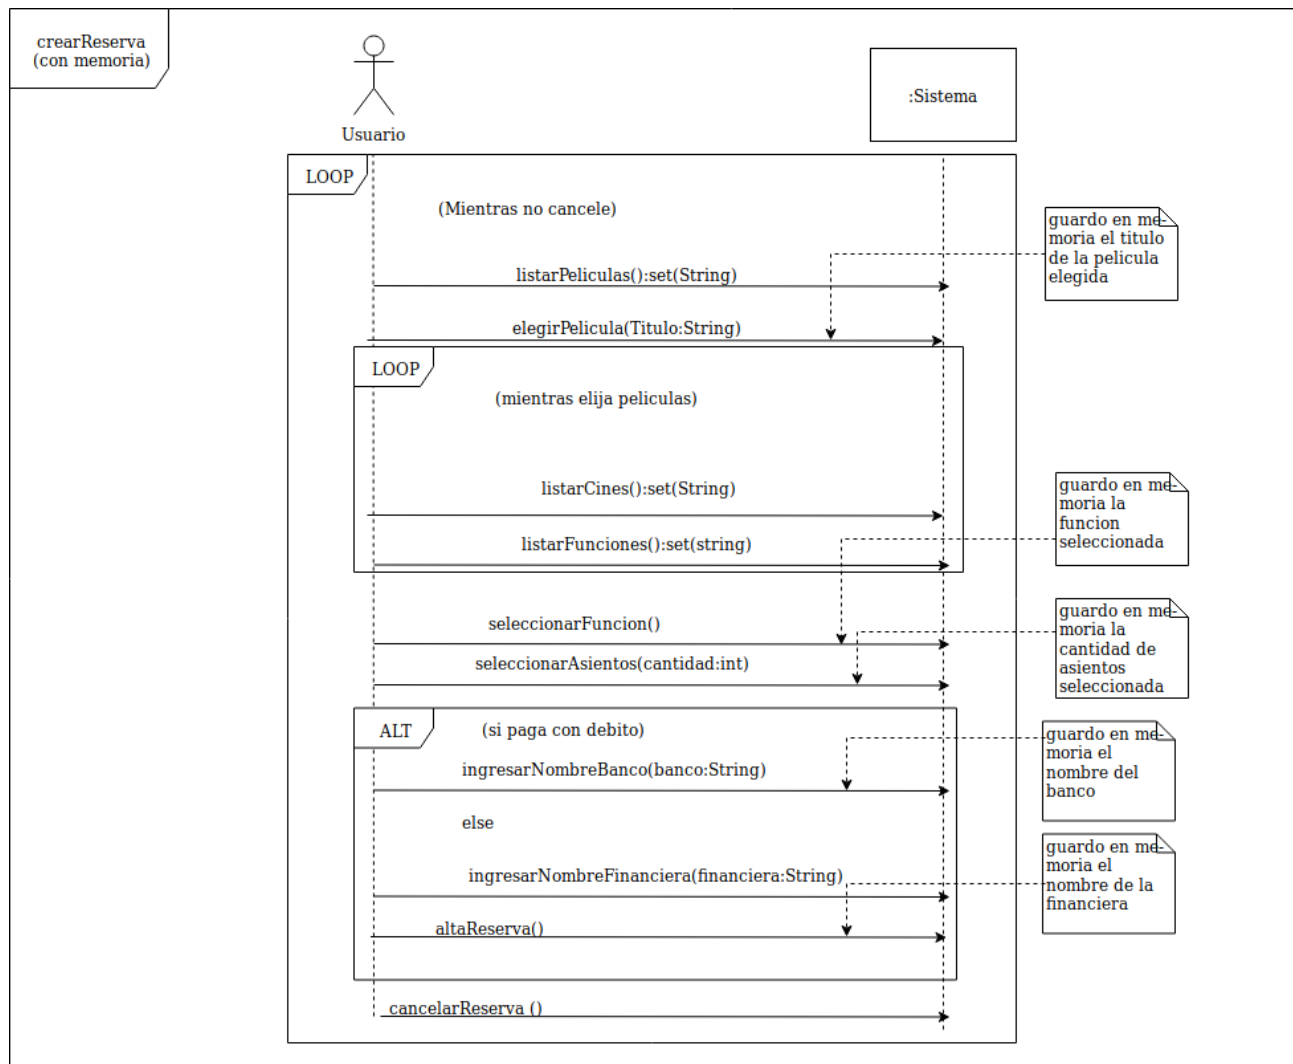 crearReserva
(con memoria)
Usuario
:Sistema
LOOP
(Mientras no cancele)
guardo en me-
moria el titulo
de la pelicula
elegida
listarPeliculas():set(String)
elegirPelicula(Titulo:String)
LOOP
(mientras elija peliculas)
listarCines():set(String)
guardo en me-
moria la
funcion
seleccionada
listarFunciones():set(string)
seleccionarFuncion()
guardo en me-
moria la
cantidad de
asientos
seleccionada
seleccionarAsientos(cantidad:int)
ALT
(si paga con debito)
guardo en me-
moria el
nombre del
banco
ingresarNombreBanco(banco:String)
else
guardo en me-
moria el
nombre de la
financiera
ingresarNombreFinanciera(financiera:String)
altaReserva()
cancelarReserva ()